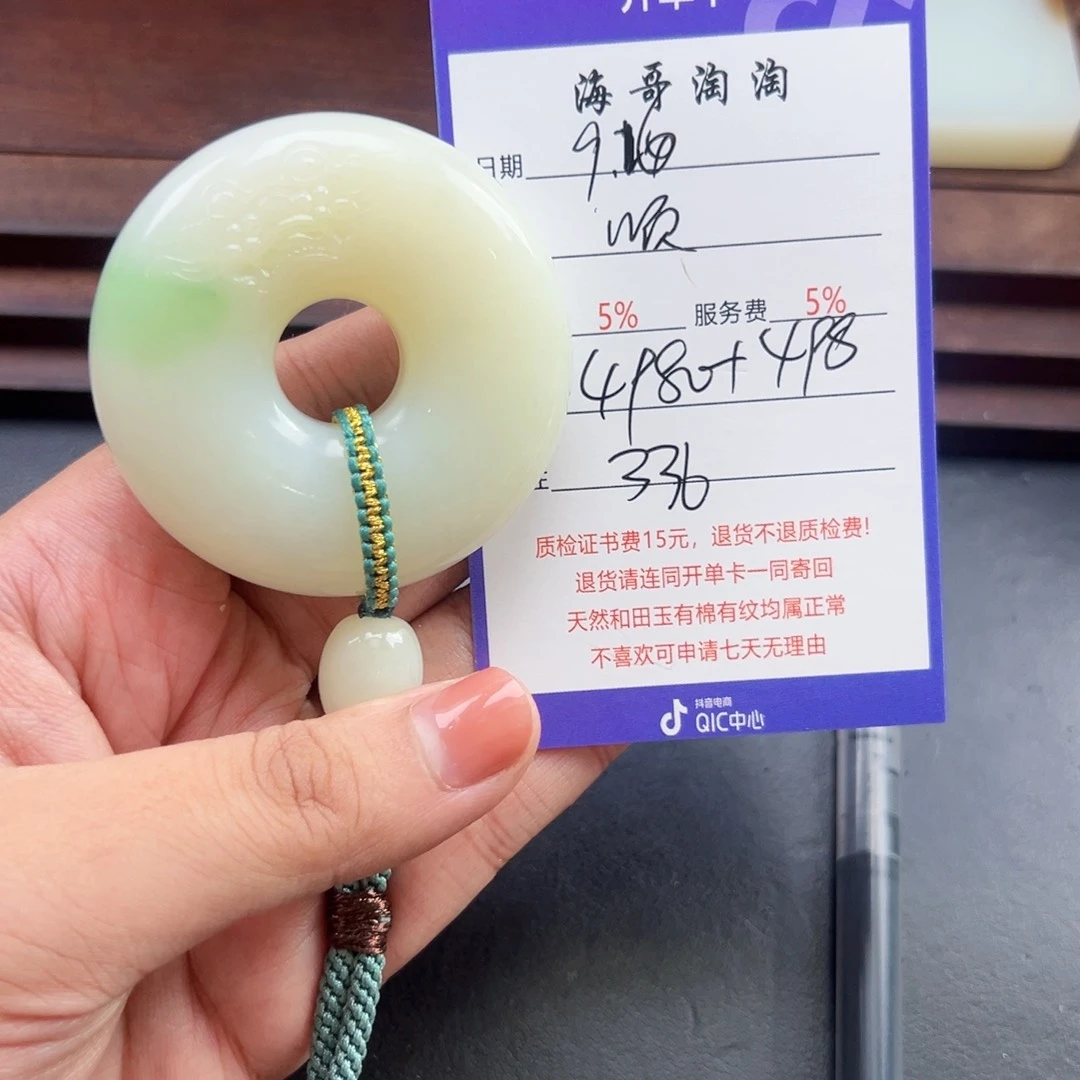 海哥淘淘
日期 9.16
顺
5% 服务费 5%
4980+498
336
质检证书费15元，退货不退质检费！
退货请连同开单卡一同寄回
天然和田玉有棉有纹均属正常
不喜欢可申请七天无理由
抖音电商
QIC中心